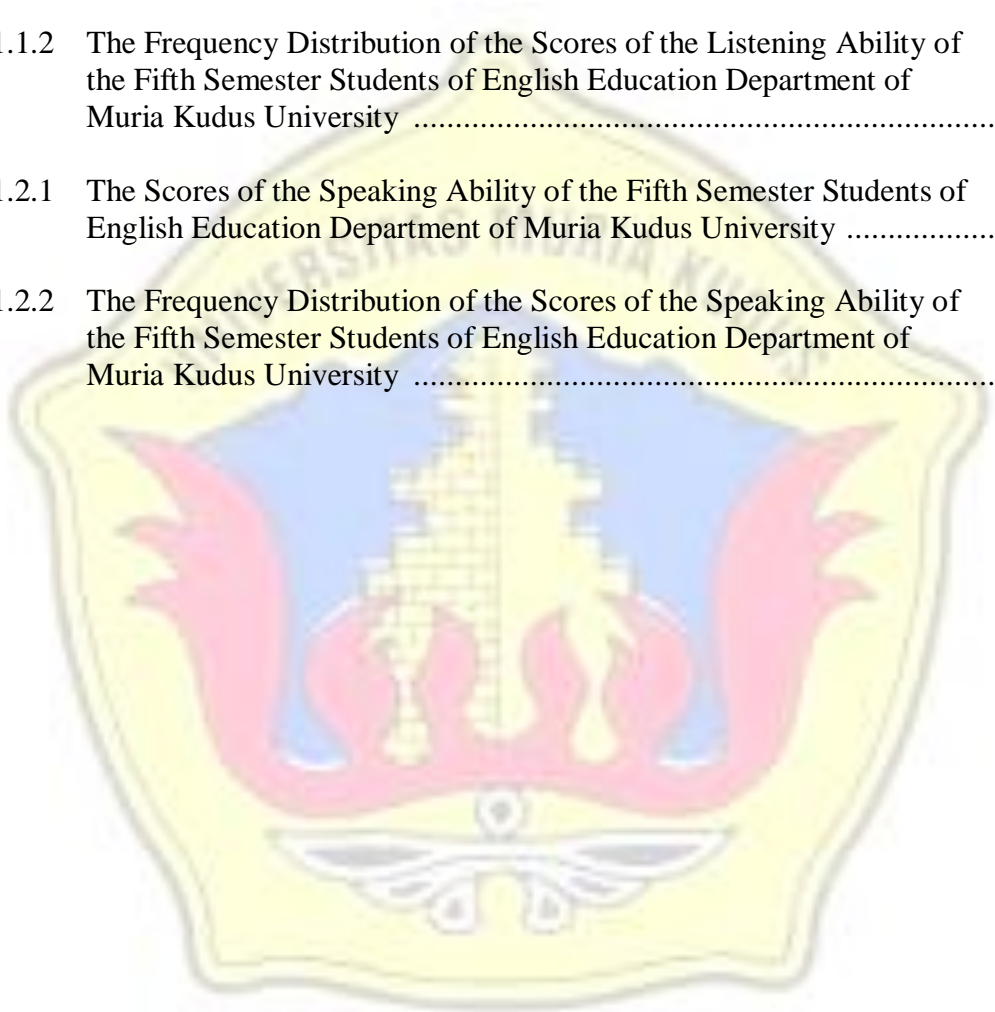 .1.2 The Frequency Distribution of the Scores of the Listening Ability of
the Fifth Semester Students of English Education Department of
Muria Kudus University ......................................................................
.2.1 The Scores of the Speaking Ability of the Fifth Semester Students of
English Education Department of Muria Kudus University ..................
.2.2 The Frequency Distribution of the Scores of the Speaking Ability of
the Fifth Semester Students of English Education Department of
Muria Kudus University ......................................................................
UNIVERSITAS MURIA KUDUS